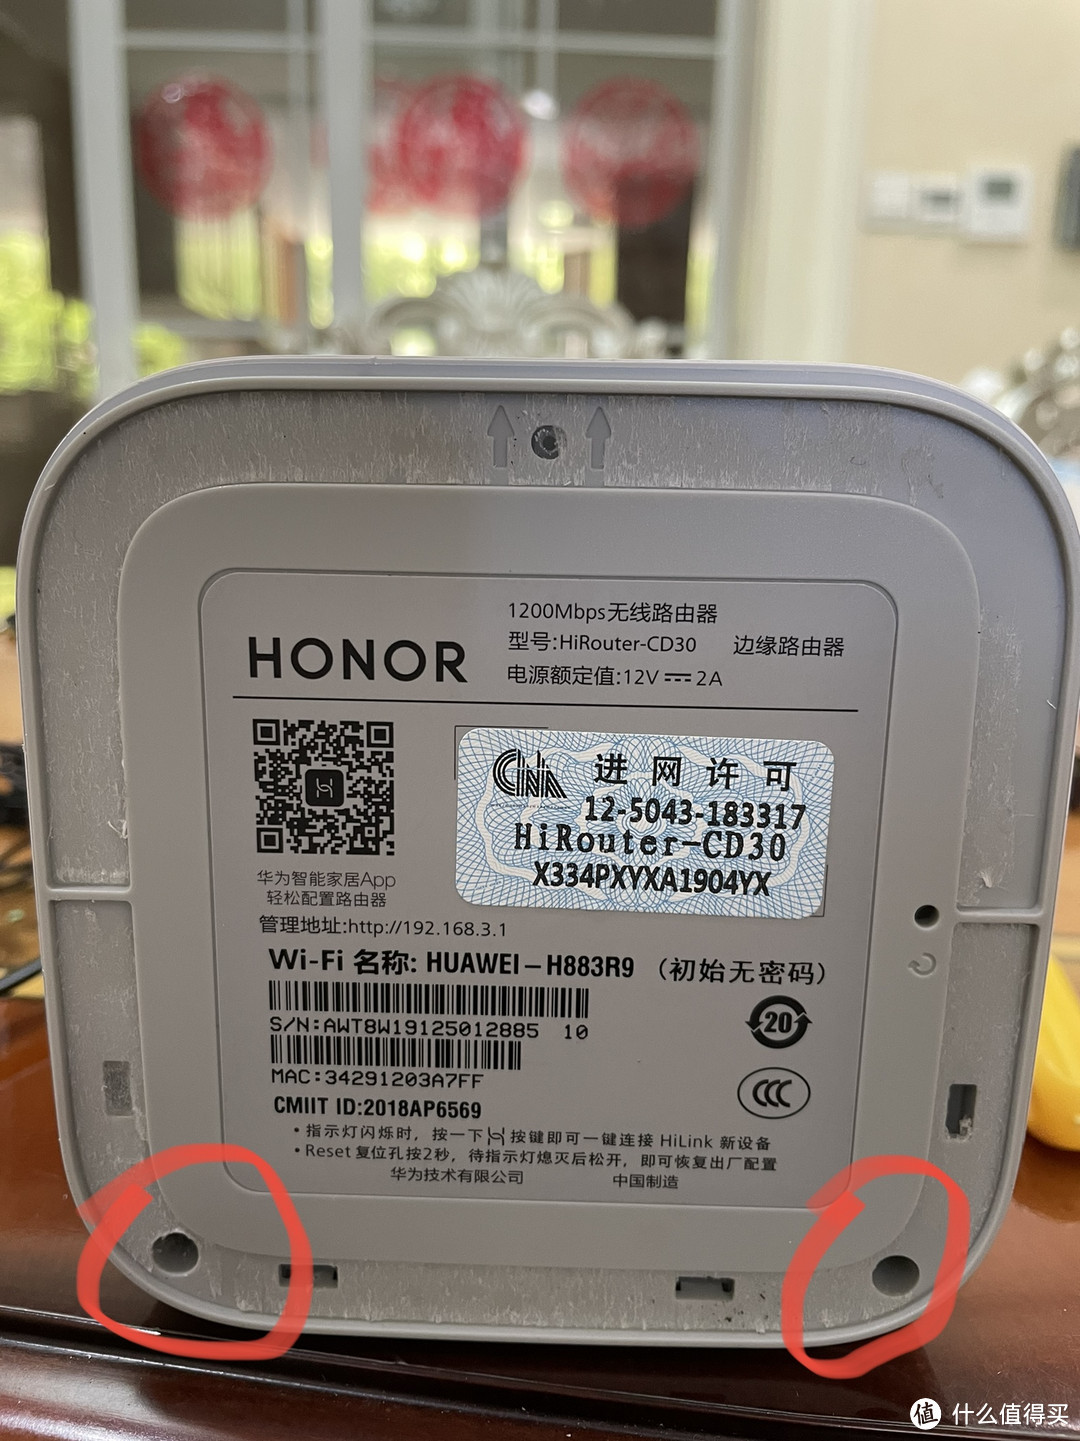 1200Mbps无线路由器
HONOR
型号:HiRouter-CD30 边缘路由器
电源额定值:12V 2A
进网许可
12-5043-183317
HiRouter-CD30
X334PXYXA1904YX
华为智能家居App
轻松配置路由器
管理地址:http://192.168.3.1
Wi-Fi 名称: HUAWEI-H883R9 (初始无密码)
S/N:AWT8W19125012885 10
20
MAC:34291203A7FF
CMIIT ID:2018AP6569
CCC
•指示灯闪烁时，按一下 按键即可一键连接 HiLink 新设备
•Reset 复位孔按2秒，待指示灯熄灭后松开，即可恢复出厂配置
华为技术有限公司 中国制造
值 什么值得买